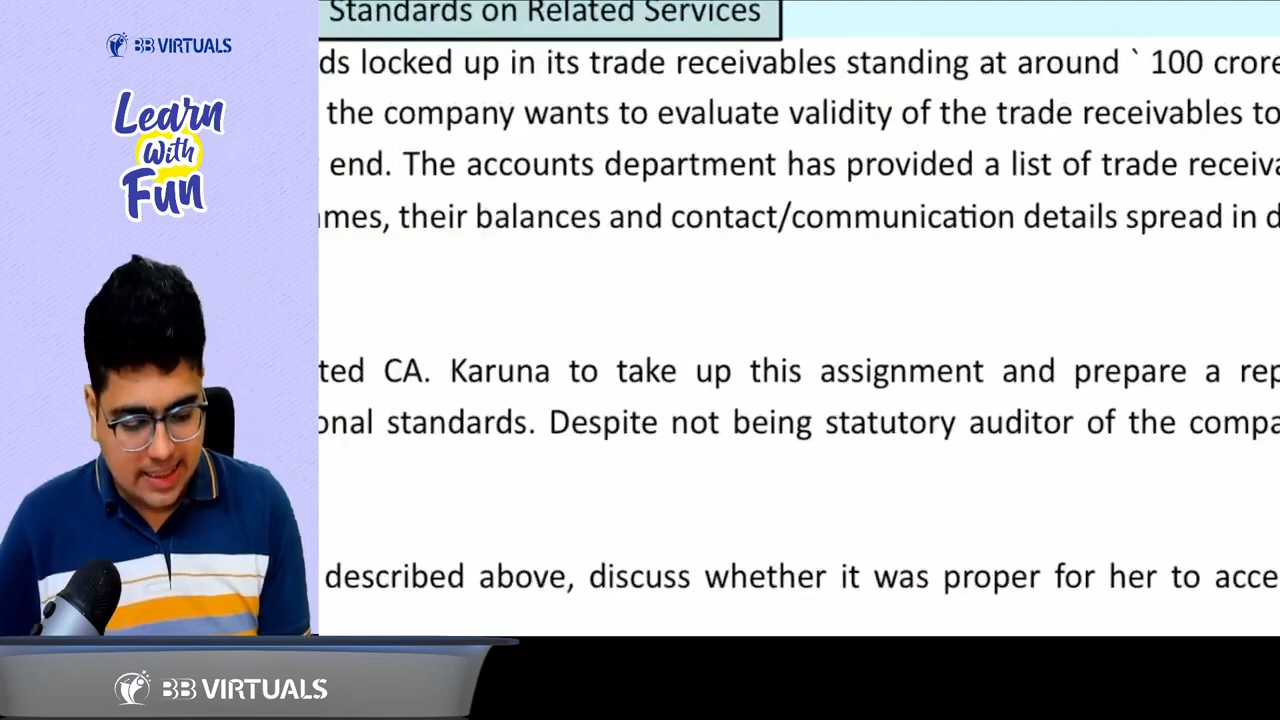 BB VIRTUALS
Learn
With
Fun
Standards on Related Services
ds locked up in its trade receivables standing at around ` 100 crore
the company wants to evaluate validity of the trade receivables to
end. The accounts department has provided a list of trade receiva
mes, their balances and contact/communication details spread in d
ted CA. Karuna to take up this assignment and prepare a rep
onal standards. Despite not being statutory auditor of the compa
described above, discuss whether it was proper for her to acce
BB VIRTUALS